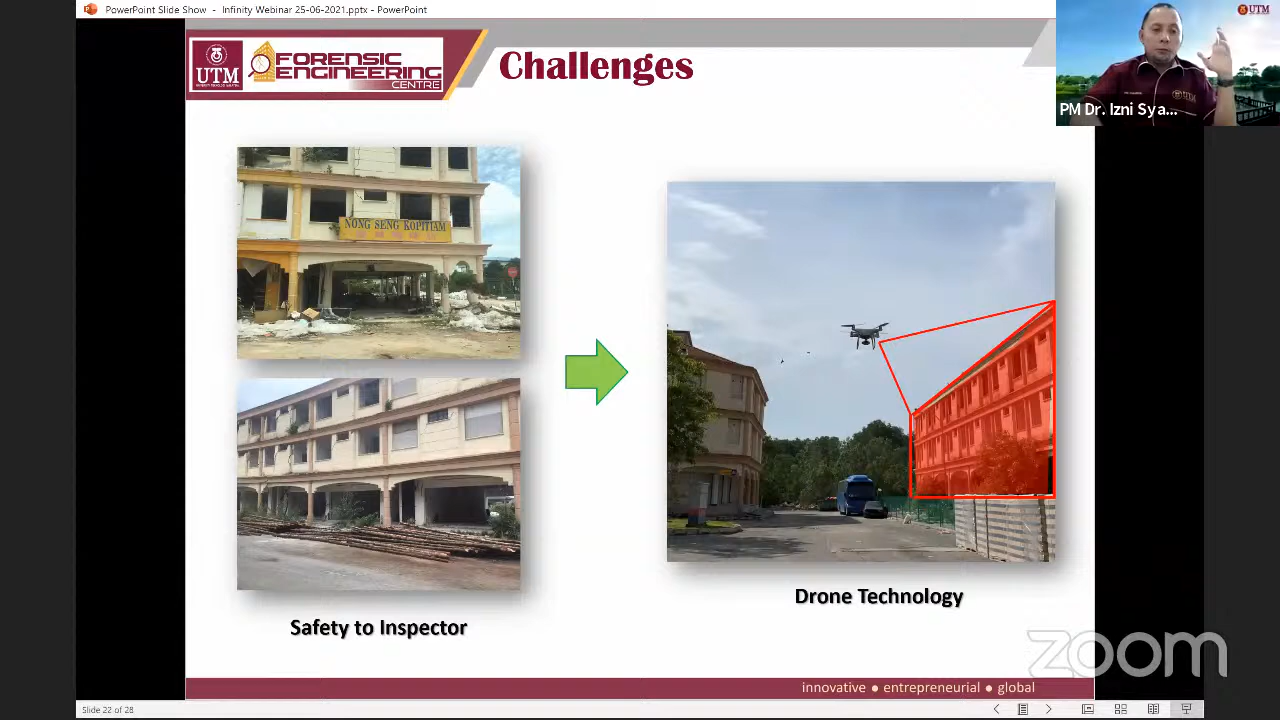 PowerPoint Slide Show - Infinity Webinar 25-06-2021.pptx - PowerPoint
UTM
FORENSIC
ENGINEERING
CENTRE
Challenges
UTM
PM Dr. Izni Sya...
NONG SENG KOPITIAM
Safety to Inspector
Drone Technology
zoom
innovative ● entrepreneurial ● global
Slide 22 of 28